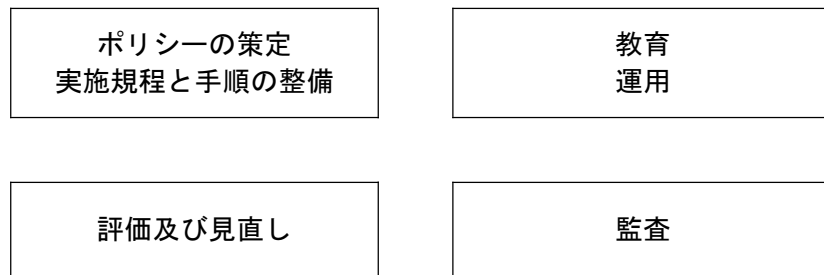 ポリシーの策定
実施規程と手順の整備
教育
運用
評価及び見直し
監査